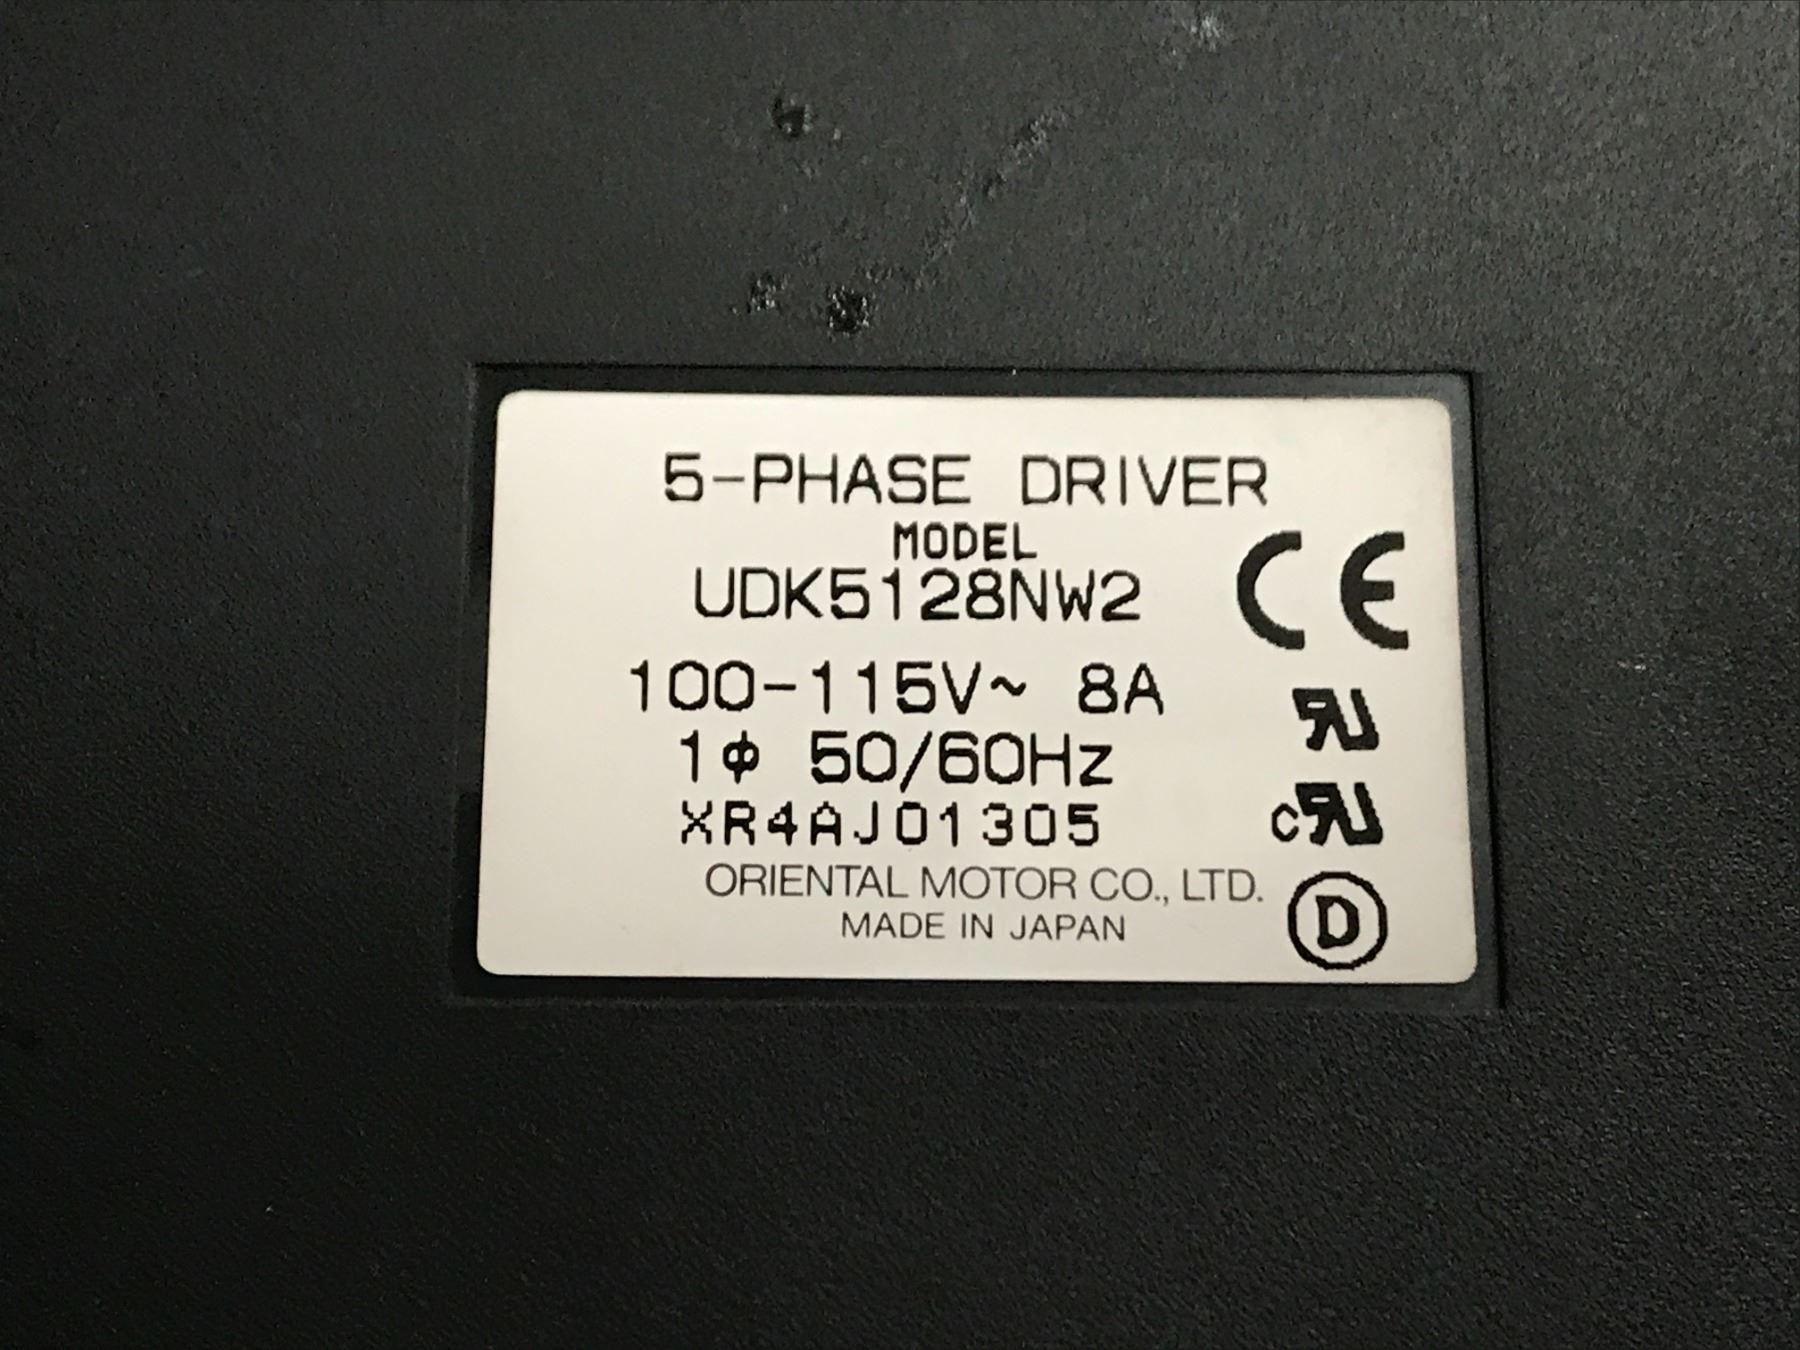 5-PHASE DRIVER
MODEL
UDK5128NW2
CE
100-115V~ 8A
1φ 50/60Hz
XR4AJ01305
c
ORIENTAL MOTOR CO., LTD.
MADE IN JAPAN
D